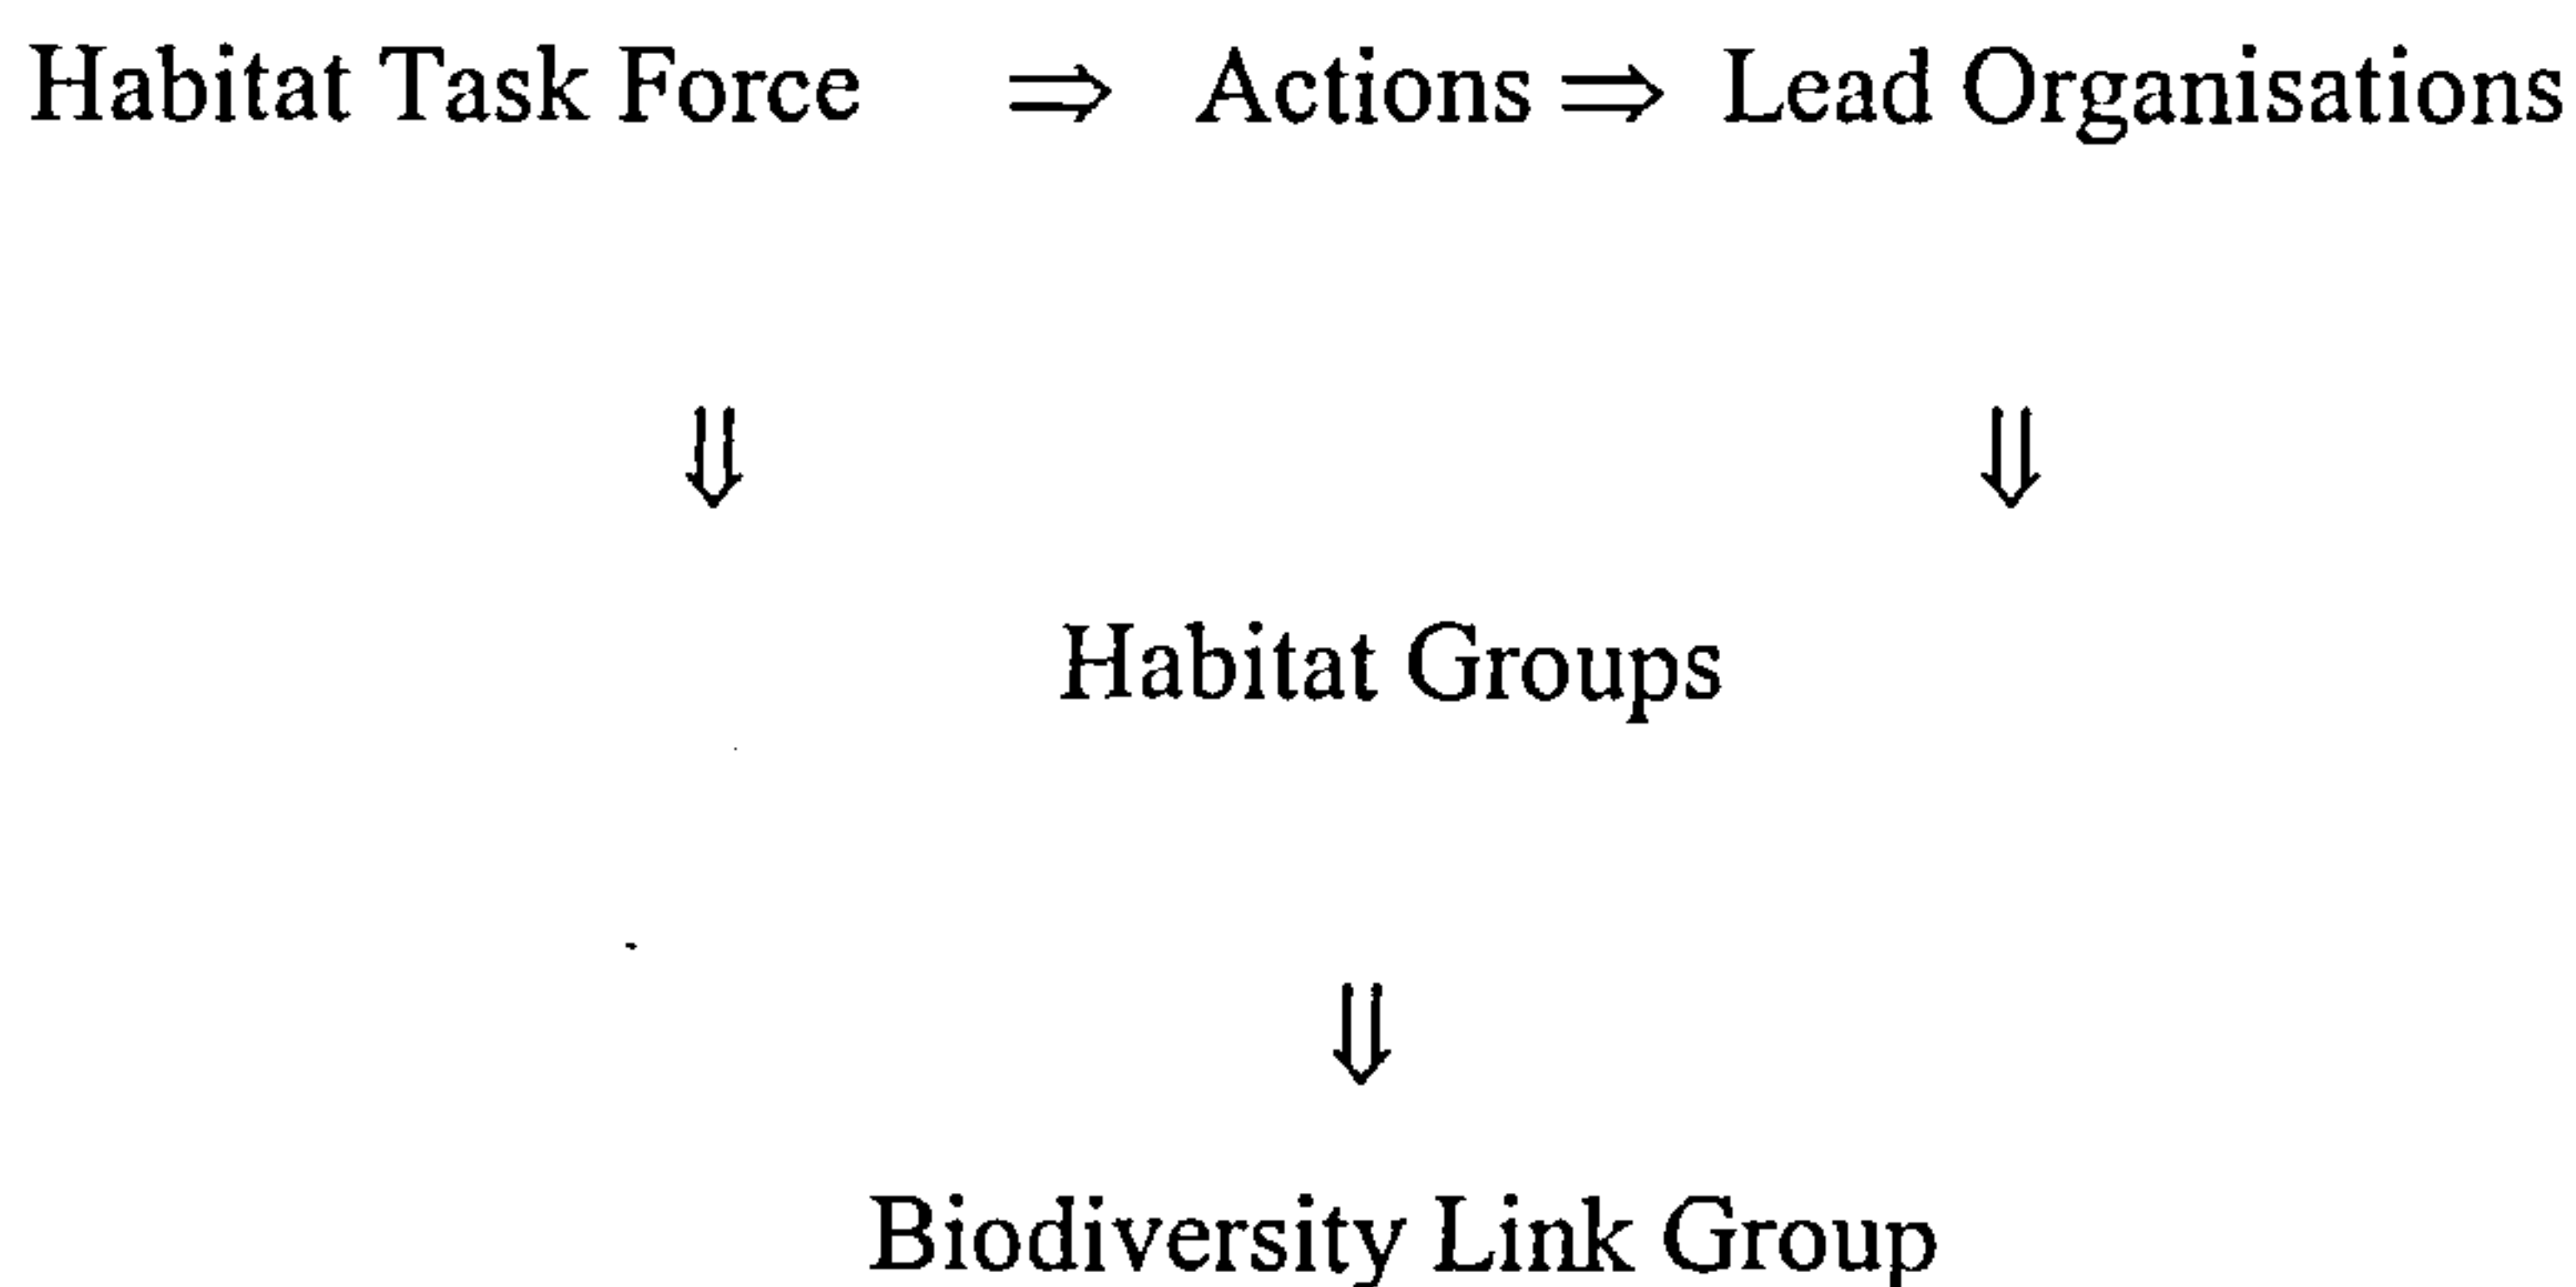 Habitat Task Force ⇒ Actions ⇒ Lead Organisations
⇓ ⇓
Habitat Groups
⇓
Biodiversity Link Group